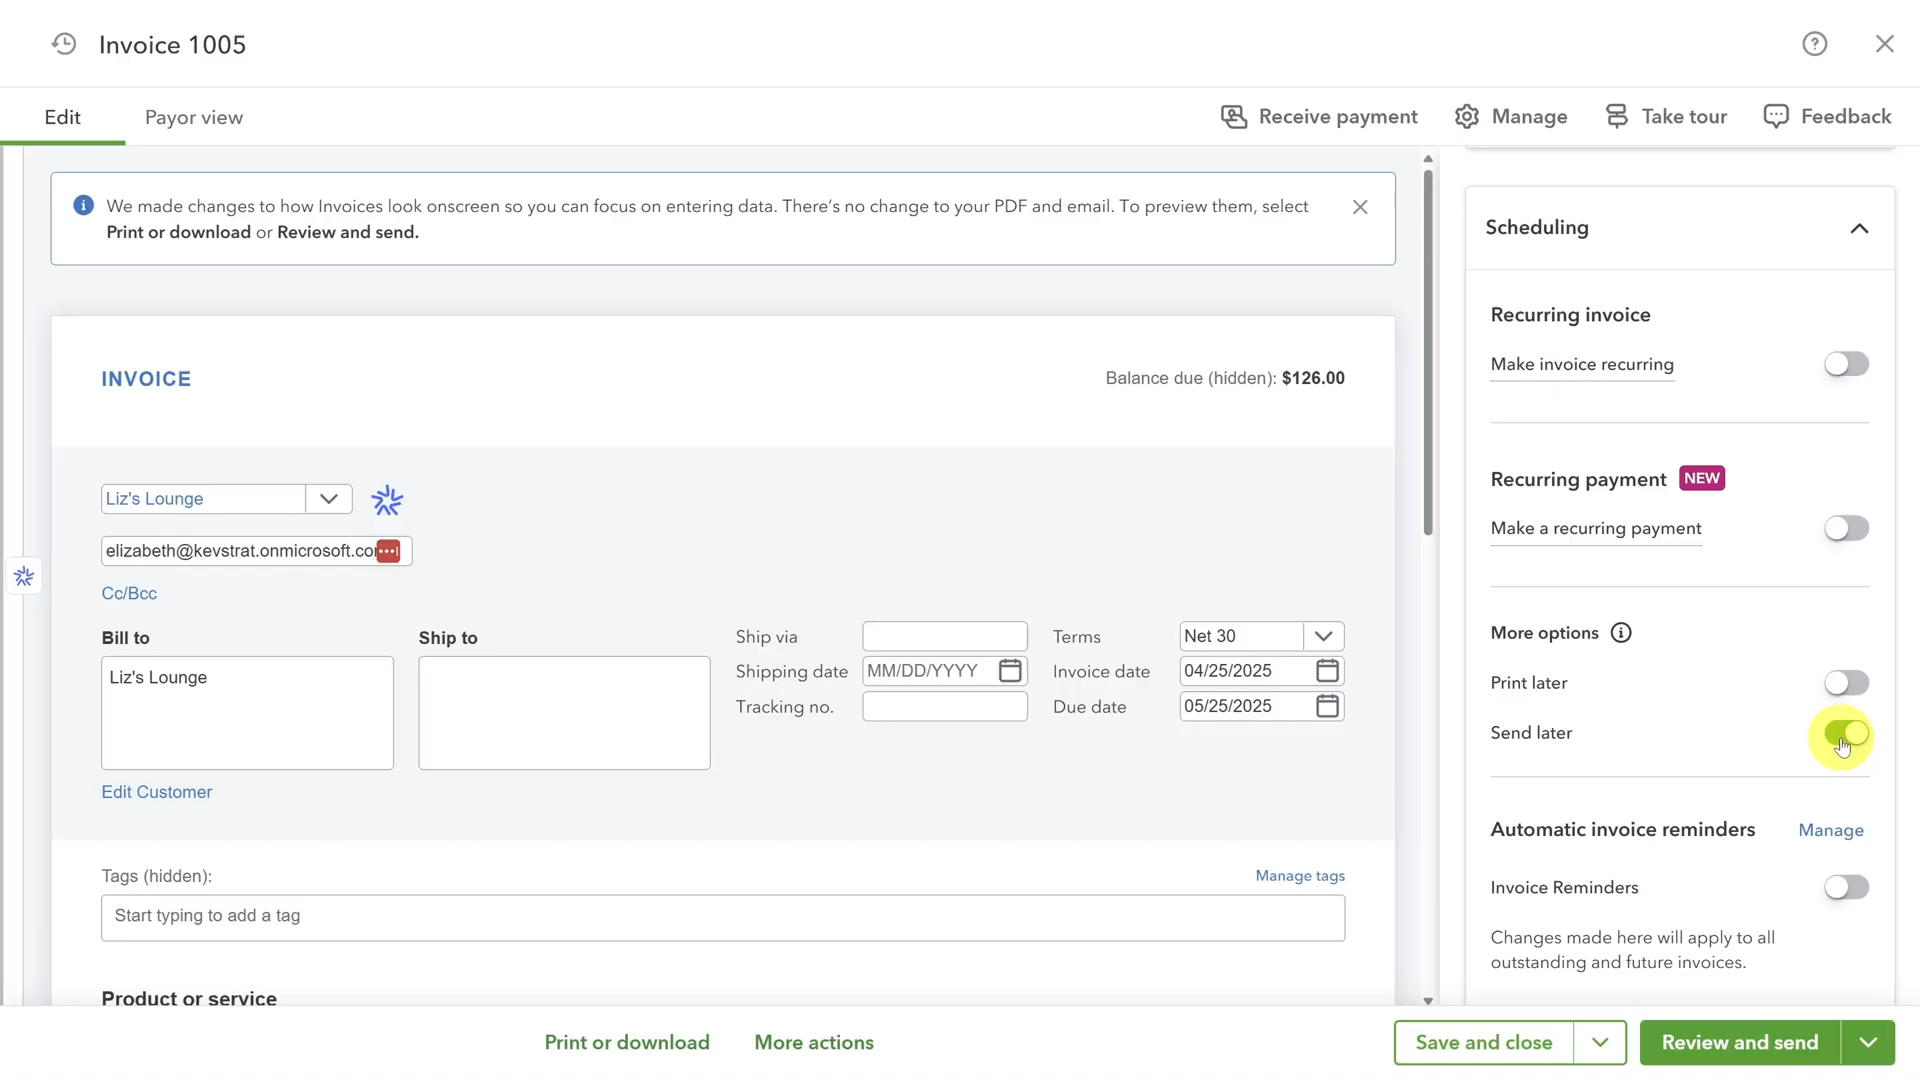 Invoice 1005
Edit
Payor view
Receive payment
Manage
Take tour
Feedback
We made changes to how Invoices look onscreen so you can focus on entering data. There's no change to your PDF and email. To preview them, select
Print or download or Review and send.
INVOICE
Balance due (hidden): $126.00
Liz's Lounge
elizabeth@kevstrat.onmicrosoft.co
Cc/Bcc
Bill to
Liz's Lounge
Ship to
Edit Customer
Ship via
Shipping date MM/DD/YYYY
Tracking no.
Terms Net 30
Invoice date 04/25/2025
Due date 05/25/2025
Tags (hidden):
Manage tags
Start typing to add a tag
Product or service
Scheduling
Recurring invoice
Make invoice recurring
Recurring payment NEW
Make a recurring payment
More options
Print later
Send later
Automatic invoice reminders Manage
Invoice Reminders
Changes made here will apply to all
outstanding and future invoices.
Print or download
More actions
Save and close
Review and send